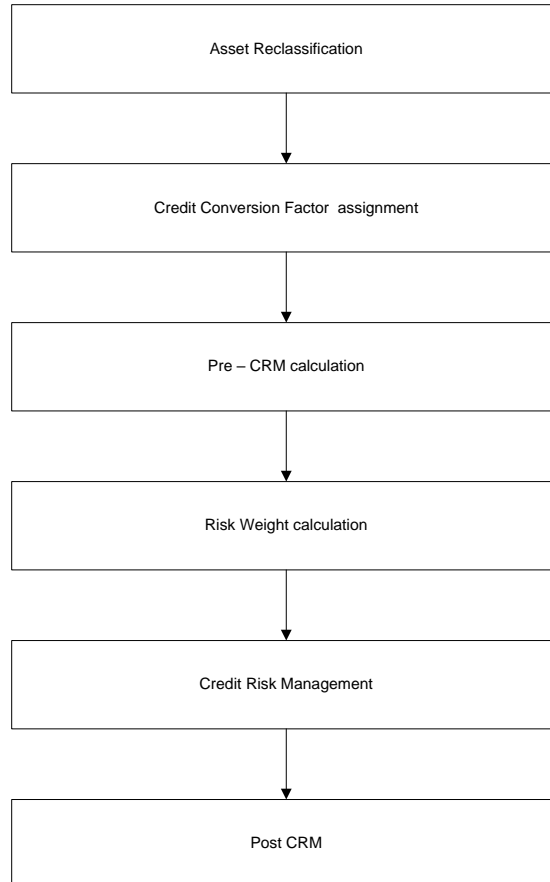 Asset Reclassification
Credit Conversion Factor assignment
Pre – CRM calculation
Risk Weight calculation
Credit Risk Management
Post CRM